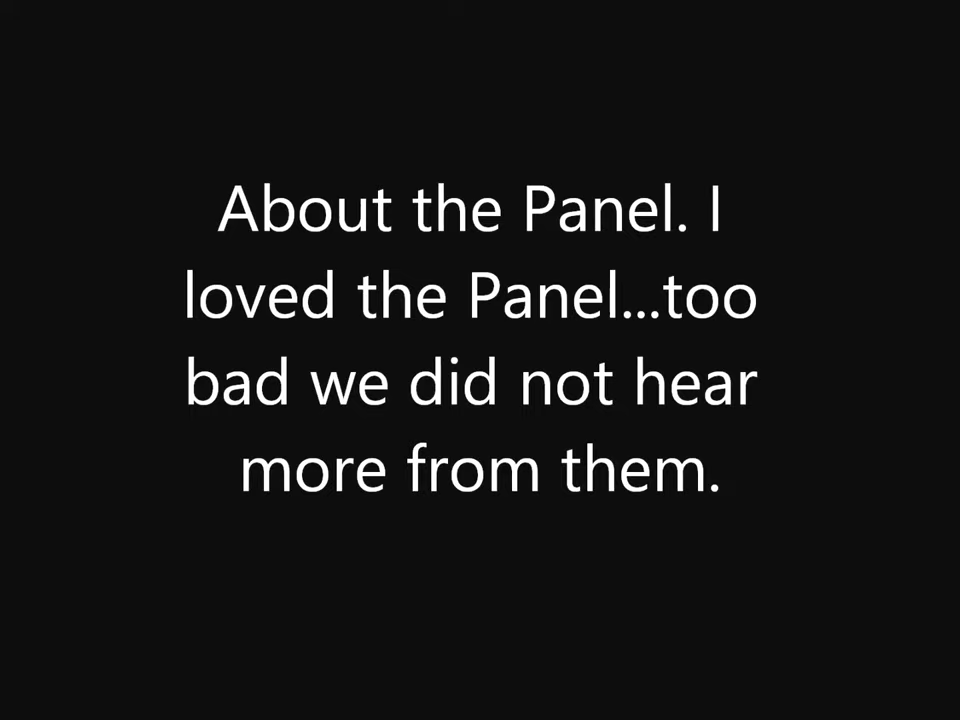 About the Panel. I
loved the Panel...too
bad we did not hear
more from them.